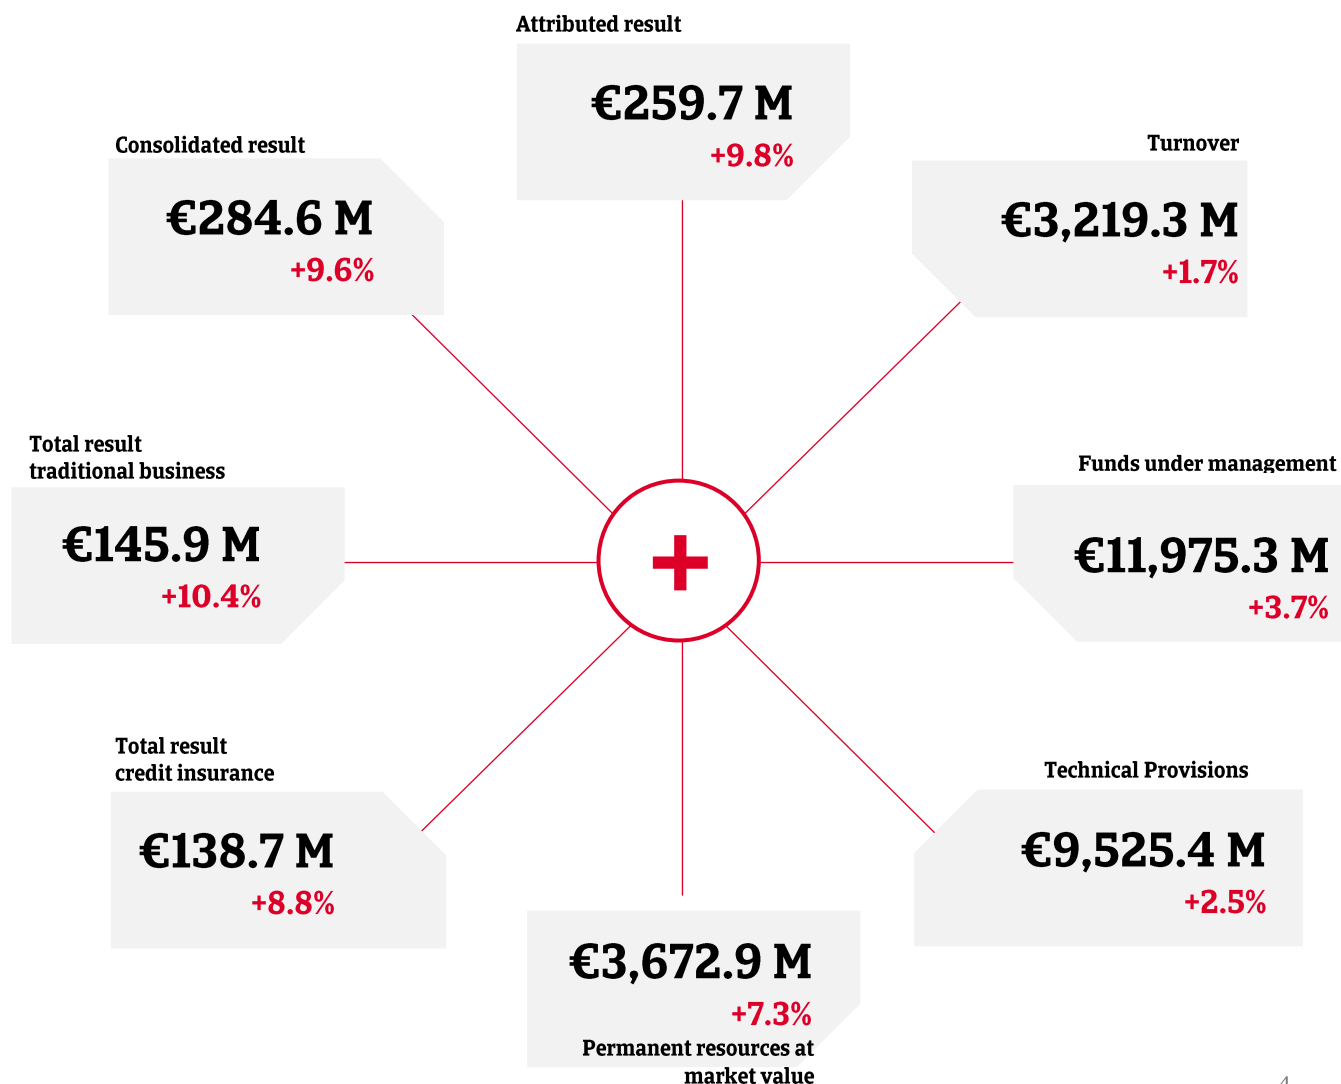 Attributed result
€259.7 M
+9.8%
Consolidated result
€284.6 M
+9.6%
Turnover
€3,219.3 M
+1.7%
Total result
traditional business
€145.9 M
+10.4%
Funds under management
€11,975.3 M
+3.7%
+
Total result
credit insurance
€138.7 M
+8.8%
Technical Provisions
€9,525.4 M
+2.5%
€3,672.9 M
+7.3%
Permanent resources at
market value
4